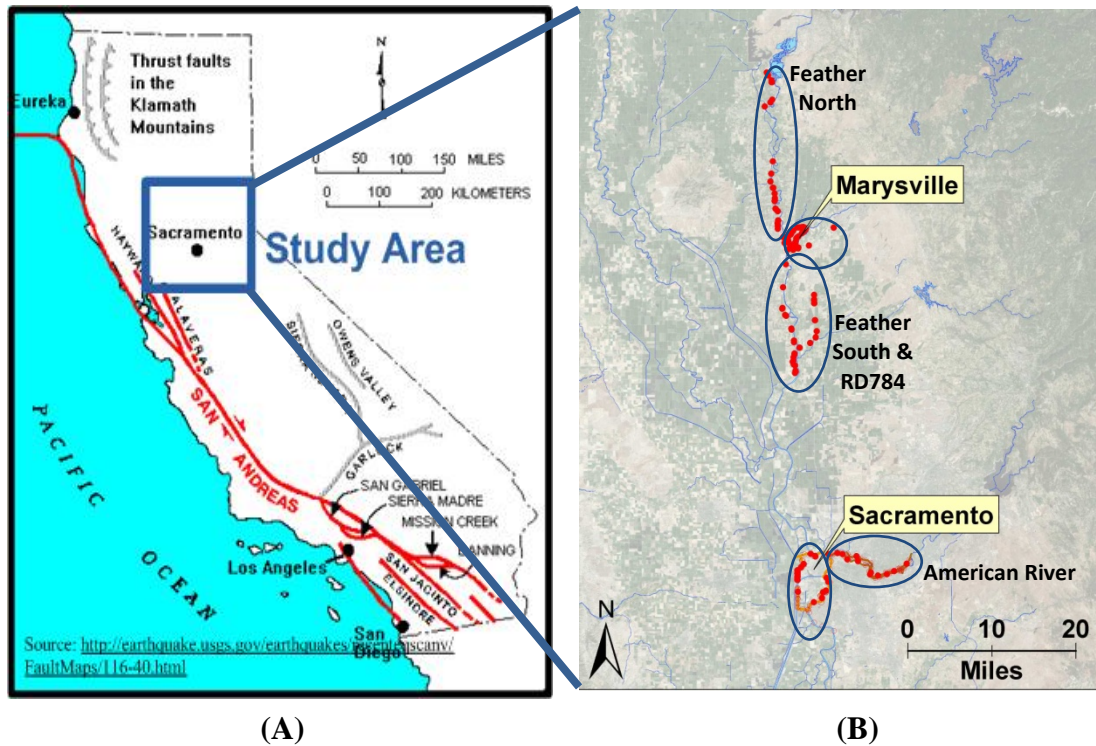 Thrust faults
in the
Klamath
Mountains
N
Eureka
0 50 100 150 MILES
0 100 200 KILOMETERS
Sacramento
Study Area
HAYWARD
CALAVERAS
SIERRA NEVADA
OWENS VALLEY
SAN ANDREAS
GARLOCK
PACIFIC
OCEAN
SAN GABRIEL
SIERRA MADRE
MISSION CREEK
BANNING
Los Angeles
SAN JACINTO
ELSINORE
San
Diego
Source: http://earthquake.usgs.gov/earthquakes/
FaultMaps/116-40.html
(A)
Feather
North
Marysville
Feather
South &
RD784
Sacramento
American River
N
0 10 20
Miles
(B)